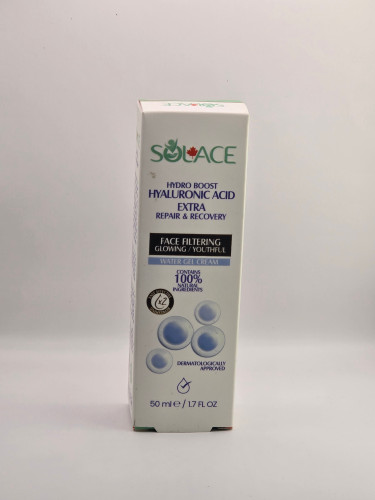 SOLACE
HYDRO BOOST
HYALURONIC ACID
EXTRA
REPAIR & RECOVERY
FACE FILTERING
GLOWING / YOUTHFUL
WATER GEL CREAM
CONTAINS
100%
NATURAL
INGREDIENTS
x2
DERMATOLOGICALLY
APPROVED
50 ml ℮ / 1.7 FL OZ